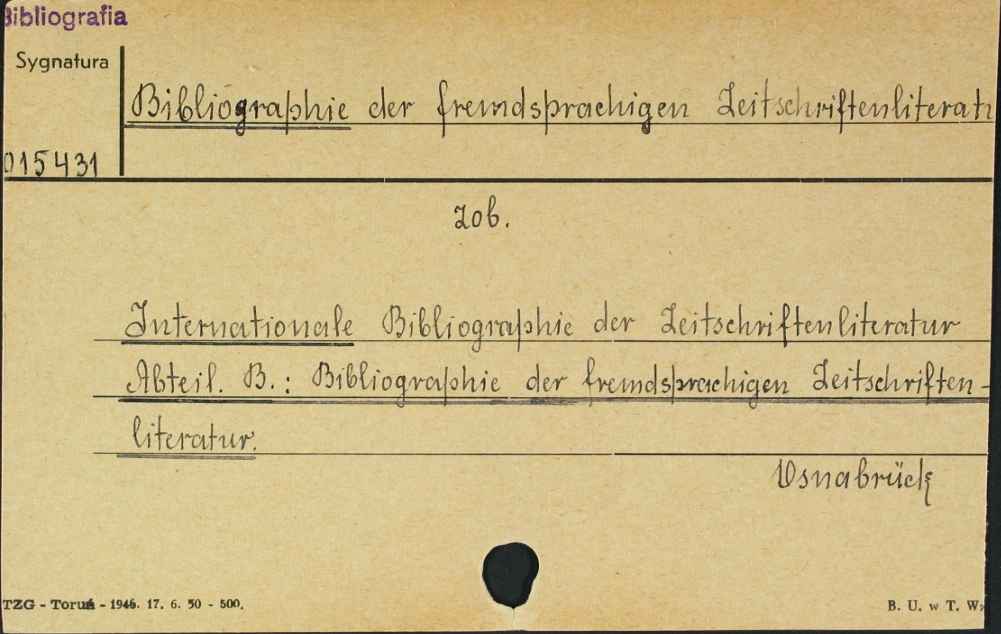 Bibliografia
Sygnatura
Bibliographie der fremdsprachigen Zeitschriftenliterat
015431
zob.
Internationale Bibliographie der Zeitschriftenliteratur
Abteil. B.: Bibliographie der fremdsprachigen Zeitschriften-
literatur.
Osnabrück
TZG - Toruń - 1946. 17. 6. 50 - 500.
B. U. w T. Wz